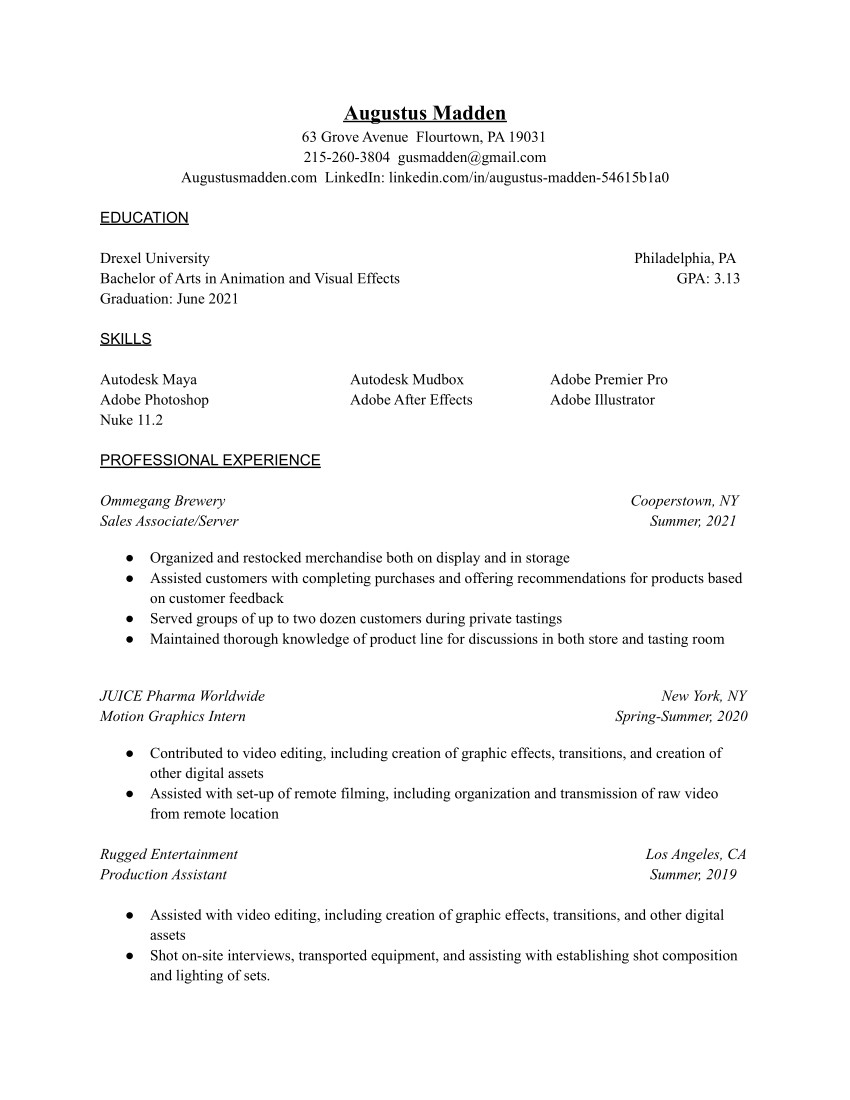 Augustus Madden
63 Grove Avenue  Flourtown, PA 19031
215-260-3804  gusmadden@gmail.com
Augustusmadden.com  LinkedIn: linkedin.com/in/augustus-madden-54615b1a0
EDUCATION
Drexel University Philadelphia, PA
Bachelor of Arts in Animation and Visual Effects GPA: 3.13
Graduation: June 2021
SKILLS
Autodesk Maya Autodesk Mudbox Adobe Premier Pro
Adobe Photoshop Adobe After Effects Adobe Illustrator
Nuke 11.2
PROFESSIONAL EXPERIENCE
Ommegang Brewery Cooperstown, NY
Sales Associate/Server Summer, 2021
● Organized and restocked merchandise both on display and in storage
● Assisted customers with completing purchases and offering recommendations for products based
on customer feedback
● Served groups of up to two dozen customers during private tastings
● Maintained thorough knowledge of product line for discussions in both store and tasting room
JUICE Pharma Worldwide New York, NY
Motion Graphics Intern Spring-Summer, 2020
● Contributed to video editing, including creation of graphic effects, transitions, and creation of
other digital assets
● Assisted with set-up of remote filming, including organization and transmission of raw video
from remote location
Rugged Entertainment Los Angeles, CA
Production Assistant Summer, 2019
● Assisted with video editing, including creation of graphic effects, transitions, and other digital
assets
● Shot on-site interviews, transported equipment, and assisting with establishing shot composition
and lighting of sets.